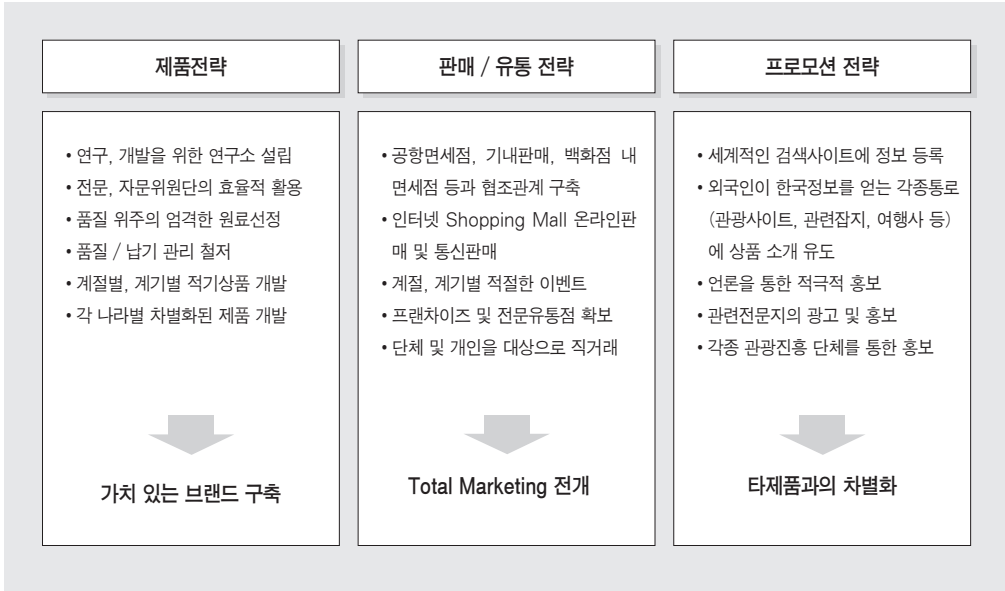 제품전략
• 연구, 개발을 위한 연구소 설립
• 전문, 자문위원단의 효율적 활용
• 품질 위주의 엄격한 원료선정
• 품질 / 납기 관리 철저
• 계절별, 계기별 적기상품 개발
• 각 나라별 차별화된 제품 개발
가치 있는 브랜드 구축
판매 / 유통 전략
• 공항면세점, 기내판매, 백화점 내
면세점 등과 협조관계 구축
• 인터넷 Shopping Mall 온라인판
매 및 통신판매
• 계절, 계기별 적절한 이벤트
• 프랜차이즈 및 전문유통점 확보
• 단체 및 개인을 대상으로 직거래
Total Marketing 전개
프로모션 전략
• 세계적인 검색사이트에 정보 등록
• 외국인이 한국정보를 얻는 각종통로
(관광사이트, 관련잡지, 여행사 등)
에 상품 소개 유도
• 언론을 통한 적극적 홍보
• 관련전문지의 광고 및 홍보
• 각종 관광진흥 단체를 통한 홍보
타제품과의 차별화